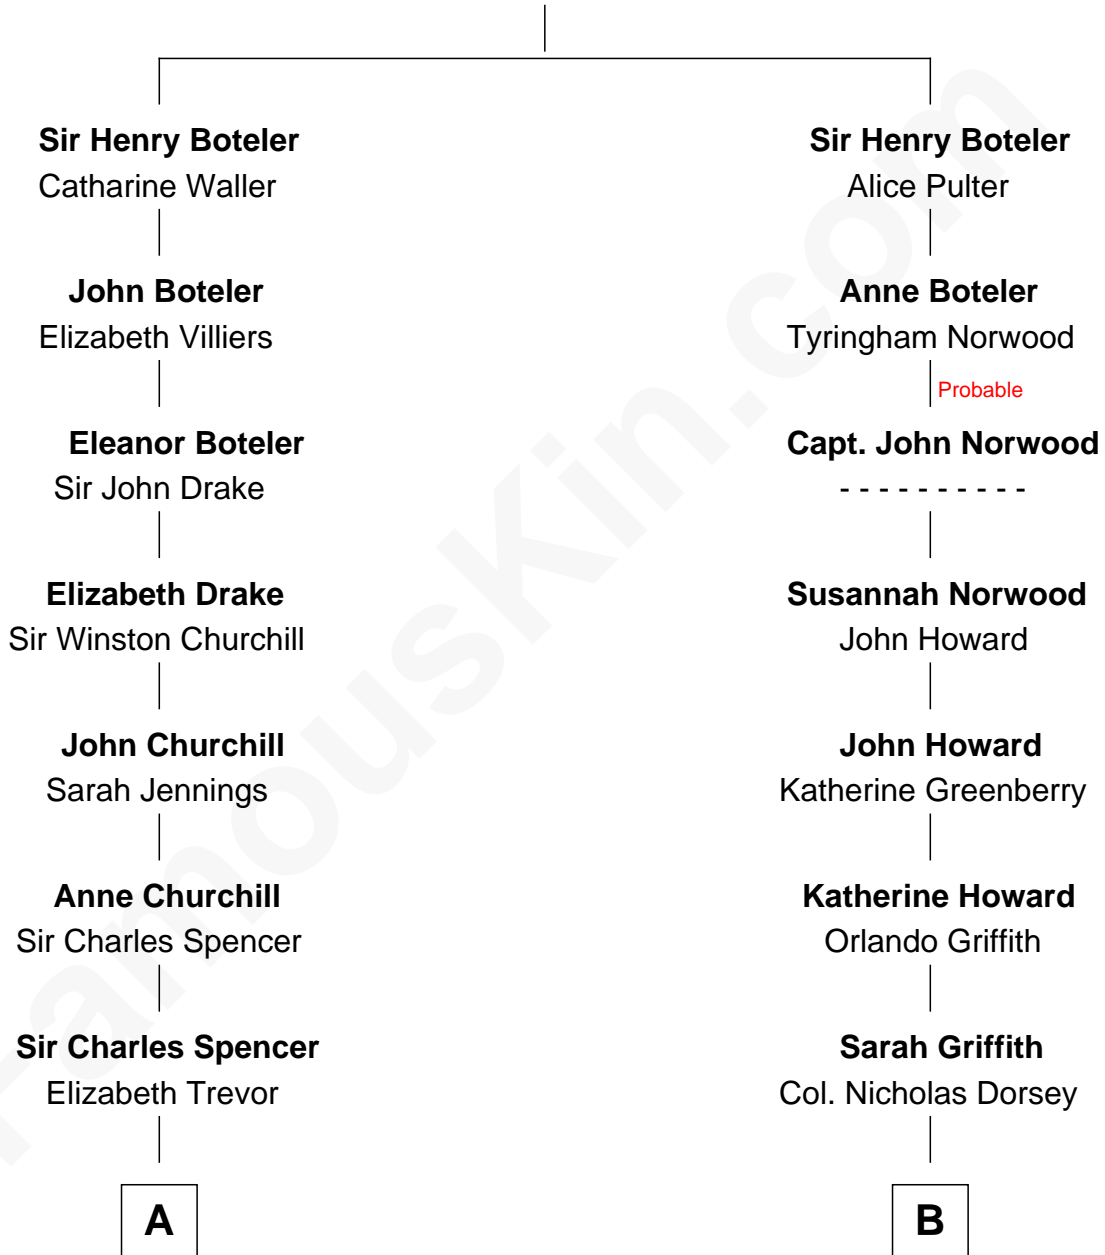 Sir Henry Boteler
Catharine Waller
John Boteler
Elizabeth Villiers
Eleanor Boteler
Sir John Drake
Elizabeth Drake
Sir Winston Churchill
John Churchill
Sarah Jennings
Anne Churchill
Sir Charles Spencer
Sir Charles Spencer
Elizabeth Trevor
A
Sir Henry Boteler
Alice Pulter
Anne Boteler
Tyringham Norwood
Probable
Capt. John Norwood
- - - - - - - - - -
Susannah Norwood
John Howard
John Howard
Katherine Greenberry
Katherine Howard
Orlando Griffith
Sarah Griffith
Col. Nicholas Dorsey
B
FamousKin.com